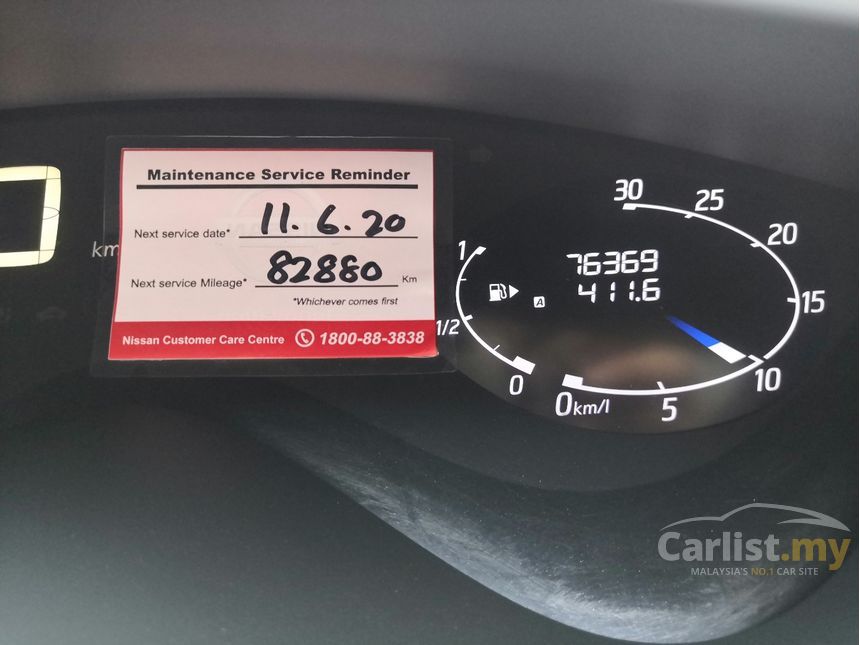 Maintenance Service Reminder
Next service date* 11.6.20
Next service Mileage* 82880 Km
*Whichever comes first
Nissan Customer Care Centre 1800-88-3838
km
1
1/2
0
76369
A 411.6
30
25
20
15
10
5
0km/l
Carlist.my
MALAYSIA'S NO.1 CAR SITE